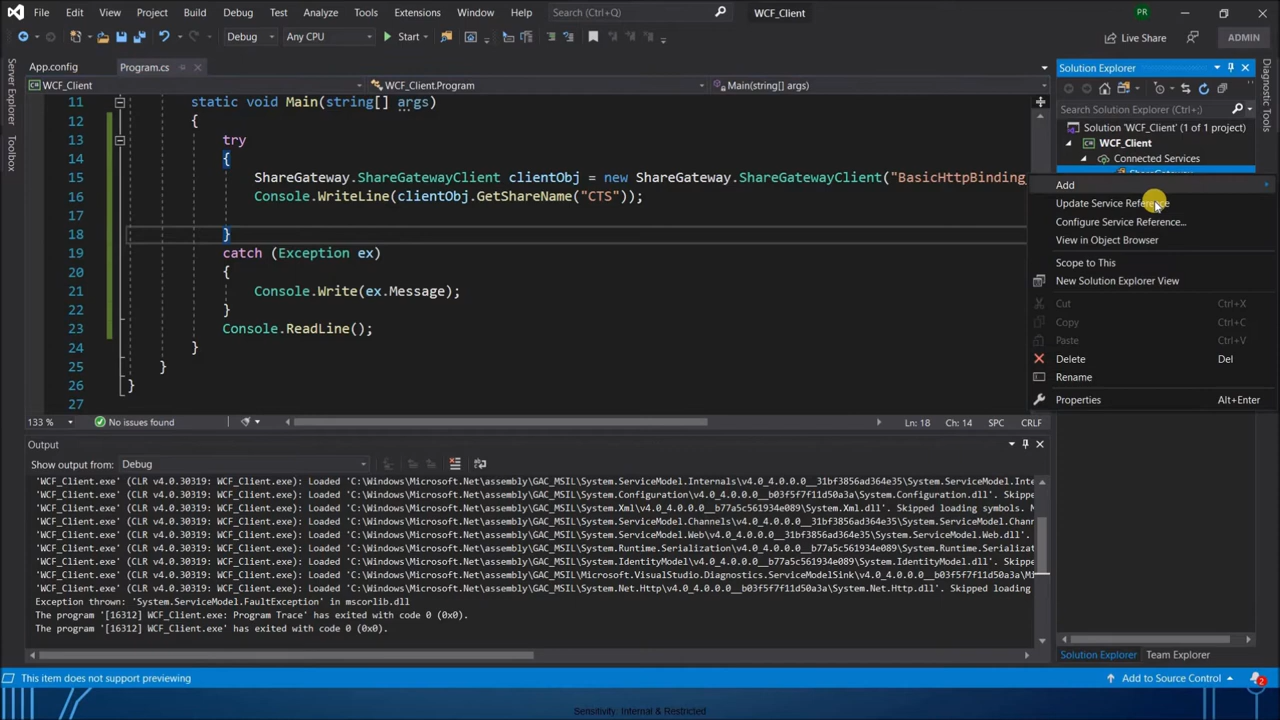 File Edit View Project Build Debug Test Analyze Tools Extensions Window Help Search (Ctrl+Q) WCF_Client PR
Debug Any CPU Start Live Share ADMIN
Server Explorer
Toolbox
App.config Program.cs
WCF_Client WCF_Client.Program Main(string[] args)
11 static void Main(string[] args)
12 {
13 try
14 {
15 ShareGateway.ShareGatewayClient clientObj = new ShareGateway.ShareGatewayClient("BasicHttpBinding_
16 Console.WriteLine(clientObj.GetShareName("CTS"));
17
18 }
19 catch (Exception ex)
20 {
21 Console.Write(ex.Message);
22 }
23 Console.ReadLine();
24 }
25 }
26 }
27
133 % No issues found Ln: 18 Ch: 14 SPC CRLF
Output
Show output from: Debug
'WCF_Client.exe' (CLR v4.0.30319: WCF_Client.exe): Loaded 'C:\Windows\Microsoft.Net\assembly\GAC_MSIL\System.ServiceModel.Internals\v4.0_4.0.0.0__31bf3856ad364e35\System.ServiceModel.Inter
'WCF_Client.exe' (CLR v4.0.30319: WCF_Client.exe): Loaded 'C:\Windows\Microsoft.Net\assembly\GAC_MSIL\System.Configuration\v4.0_4.0.0.0__b03f5f7f11d50a3a\System.Configuration.dll'. Skippe
'WCF_Client.exe' (CLR v4.0.30319: WCF_Client.exe): Loaded 'C:\Windows\Microsoft.Net\assembly\GAC_MSIL\System.Xml\v4.0_4.0.0.0__b77a5c561934e089\System.Xml.dll'. Skipped loading symbols. M
'WCF_Client.exe' (CLR v4.0.30319: WCF_Client.exe): Loaded 'C:\Windows\Microsoft.Net\assembly\GAC_MSIL\System.ServiceModel.Channels\v4.0_4.0.0.0__31bf3856ad364e35\System.ServiceModel.Chann
'WCF_Client.exe' (CLR v4.0.30319: WCF_Client.exe): Loaded 'C:\Windows\Microsoft.Net\assembly\GAC_MSIL\System.ServiceModel.Web\v4.0_4.0.0.0__31bf3856ad364e35\System.ServiceModel.Web.dll'.
'WCF_Client.exe' (CLR v4.0.30319: WCF_Client.exe): Loaded 'C:\Windows\Microsoft.Net\assembly\GAC_MSIL\System.Runtime.Serialization\v4.0_4.0.0.0__b77a5c561934e089\System.Runtime.Serializat
'WCF_Client.exe' (CLR v4.0.30319: WCF_Client.exe): Loaded 'C:\Windows\Microsoft.Net\assembly\GAC_MSIL\System.IdentityModel\v4.0_4.0.0.0__b77a5c561934e089\System.IdentityModel.dll'. Skippe
'WCF_Client.exe' (CLR v4.0.30319: WCF_Client.exe): Loaded 'C:\Windows\Microsoft.Net\assembly\GAC_MSIL\Microsoft.VisualStudio.Diagnostics.ServiceModelSink\v4.0_4.0.0.0__b03f5f7f11d50a3a\Mi
'WCF_Client.exe' (CLR v4.0.30319: WCF_Client.exe): Loaded 'C:\Windows\Microsoft.Net\assembly\GAC_MSIL\System.Net.Http\v4.0_4.0.0.0__b03f5f7f11d50a3a\System.Net.Http.dll'. Skipped loading
Exception thrown: 'System.ServiceModel.FaultException' in mscorlib.dll
The program '[16312] WCF_Client.exe: Program Trace' has exited with code 0 (0x0).
The program '[16312] WCF_Client.exe' has exited with code 0 (0x0).
Solution Explorer
Search Solution Explorer (Ctrl+;)
Solution 'WCF_Client' (1 of 1 project)
WCF_Client
Connected Services
ShareGateway
Add
Update Service Reference
Configure Service Reference...
View in Object Browser
Scope to This
New Solution Explorer View
Cut Ctrl+X
Copy Ctrl+C
Paste Ctrl+V
Delete Del
Rename
Properties Alt+Enter
Solution Explorer Team Explorer
Diagnostic Tools
This item does not support previewing Add to Source Control 2
Sensitivity: Internal & Restricted